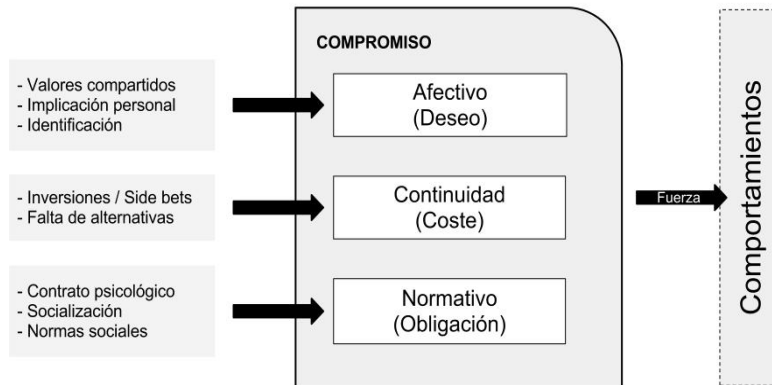 COMPROMISO
- Valores compartidos
- Implicación personal
- Identificación
Afectivo
(Deseo)
- Inversiones / Side bets
- Falta de alternativas
Continuidad
(Coste)
- Contrato psicológico
- Socialización
- Normas sociales
Normativo
(Obligación)
Fuerza
Comportamientos